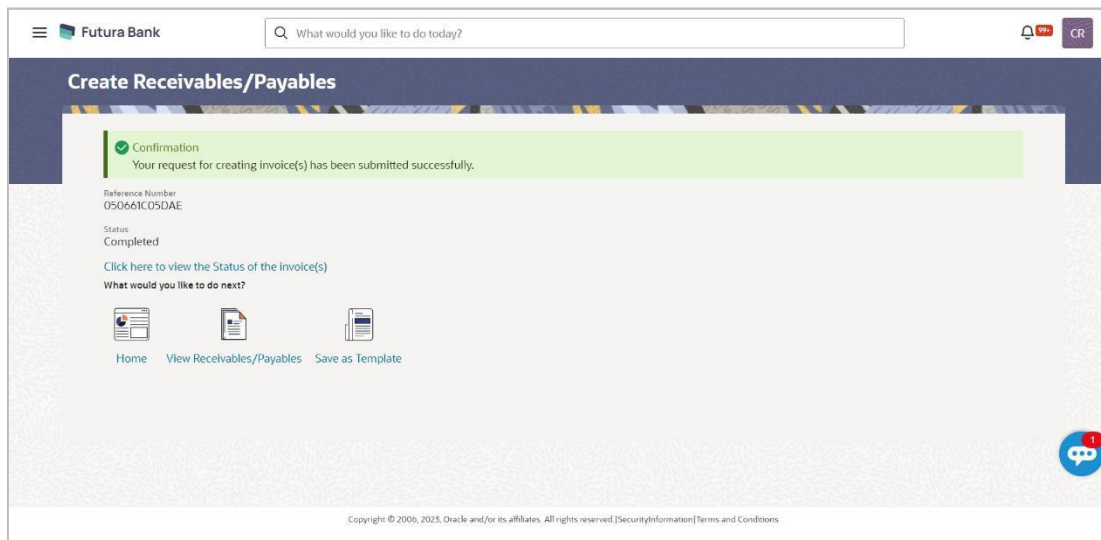 Futura Bank
What would you like to do today?
99+
CR
Create Receivables/Payables
Confirmation
Your request for creating invoice(s) has been submitted successfully.
Reference Number
050661C05DAE
Status
Completed
Click here to view the Status of the invoice(s)
What would you like to do next?
Home View Receivables/Payables Save as Template
1
Copyright © 2006, 2023, Oracle and/or its affiliates. All rights reserved.|SecurityInformation|Terms and Conditions